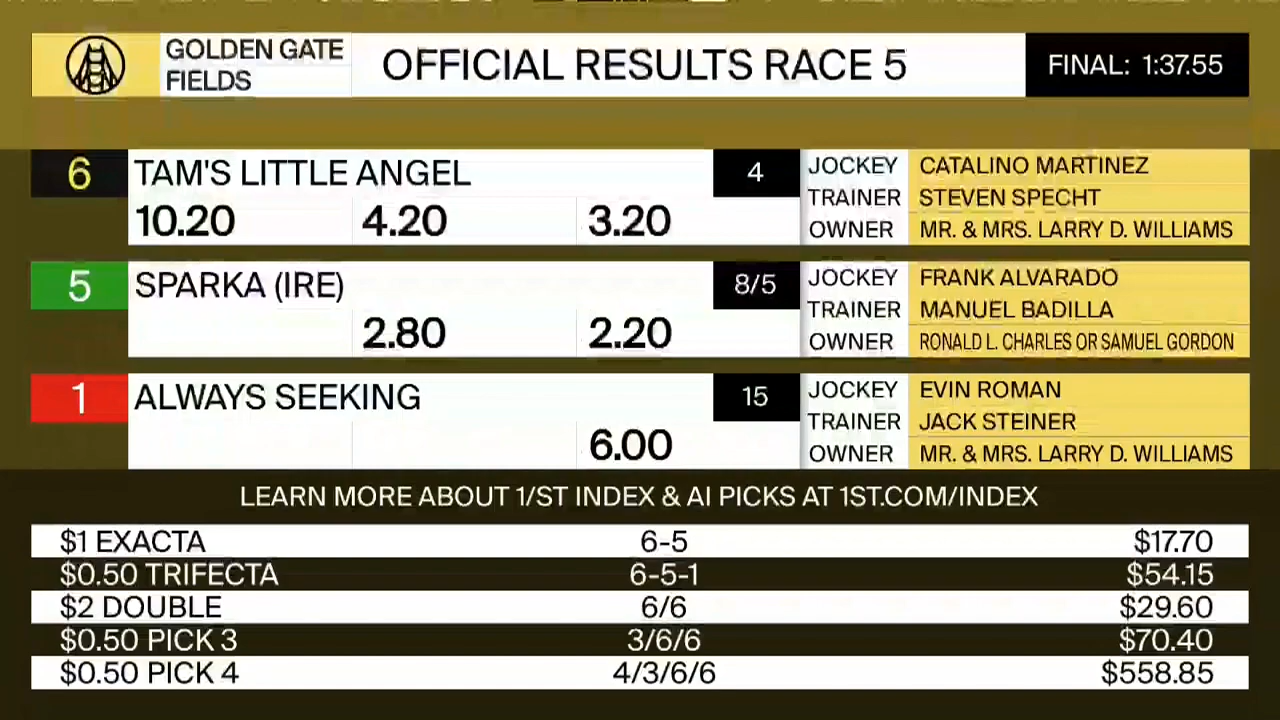 GOLDEN GATE FIELDS
OFFICIAL RESULTS RACE 5
FINAL: 1:37.55
6 TAM'S LITTLE ANGEL 4 JOCKEY CATALINO MARTINEZ
TRAINER STEVEN SPECHT
10.20 4.20 3.20 OWNER MR. & MRS. LARRY D. WILLIAMS
5 SPARKA (IRE) 8/5 JOCKEY FRANK ALVARADO
TRAINER MANUEL BADILLA
2.80 2.20 OWNER RONALD L. CHARLES OR SAMUEL GORDON
1 ALWAYS SEEKING 15 JOCKEY EVIN ROMAN
TRAINER JACK STEINER
6.00 OWNER MR. & MRS. LARRY D. WILLIAMS
LEARN MORE ABOUT 1/ST INDEX & AI PICKS AT 1ST.COM/INDEX
$1 EXACTA 6-5 $17.70
$0.50 TRIFECTA 6-5-1 $54.15
$2 DOUBLE 6/6 $29.60
$0.50 PICK 3 3/6/6 $70.40
$0.50 PICK 4 4/3/6/6 $558.85